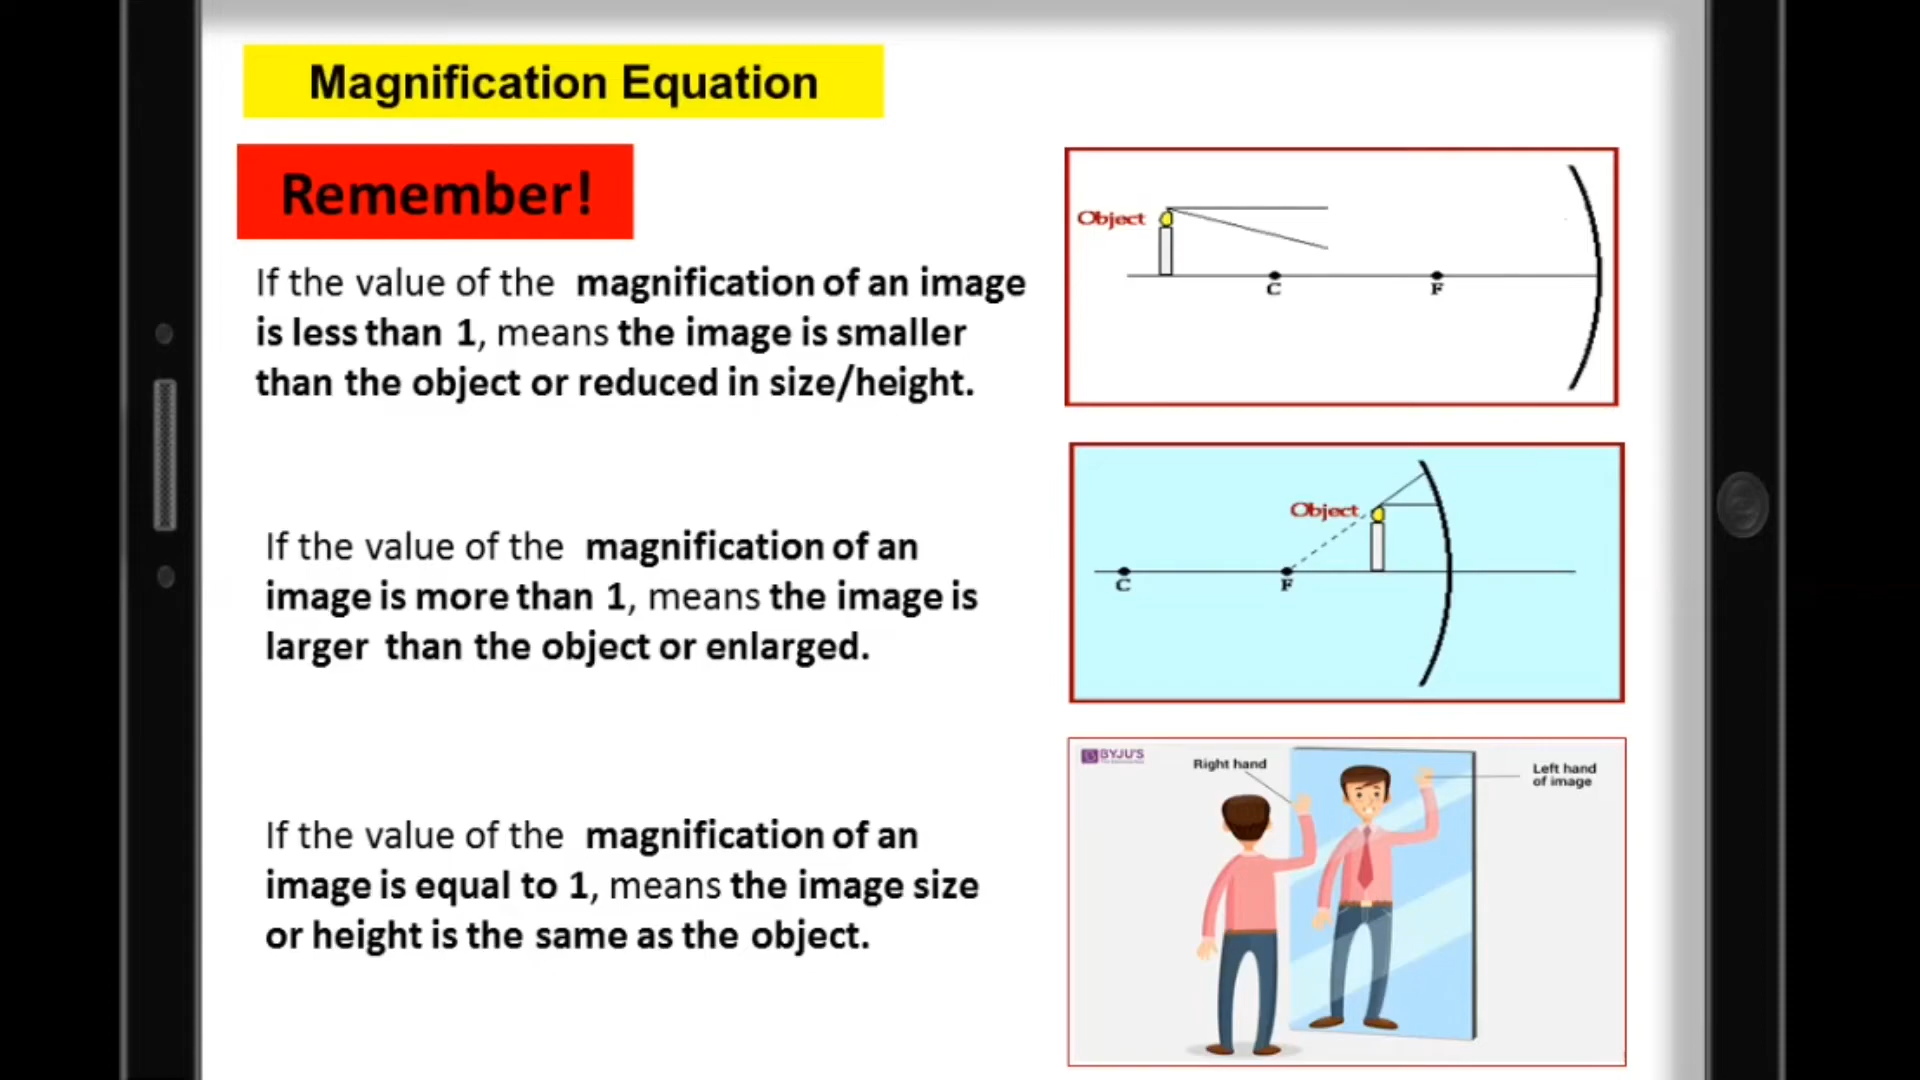 Magnification Equation
Remember!
If the value of the magnification of an image
is less than 1, means the image is smaller
than the object or reduced in size/height.
Object
C
F
If the value of the magnification of an
image is more than 1, means the image is
larger than the object or enlarged.
Object
C
F
If the value of the magnification of an
image is equal to 1, means the image size
or height is the same as the object.
BYJU'S
Right hand
Left hand
of image